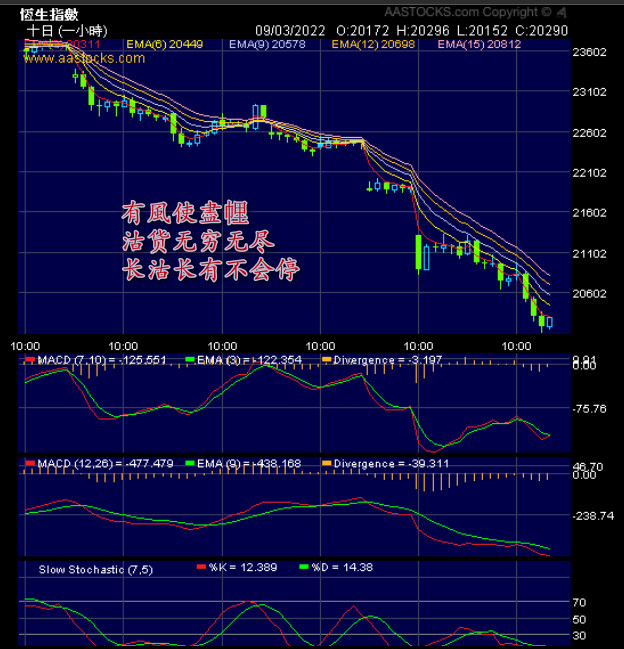 AASTOCKS.com Copyright ©
恆生指數
十日 (一小時) 09/03/2022 O:20172 H:20296 L:20152 C:20290
20311 EMA(6) 20449 EMA(9) 20578 EMA(12) 20698 EMA(15) 20812
www.aastocks.com
23602
23102
22602
22102
21602
21102
20602
有風使盡𢃇
沽货无穷无尽
长沽长有不会停
10:00 10:00 10:00 10:00 10:00 10:00
MACD (7,10) = -125.551 EMA (3) = -122.354 Divergence = -3.197
0.00
-75.76
MACD (12,26) = -477.479 EMA (9) = -438.168 Divergence = -39.311
46.70
0.00
-238.74
Slow Stochastic (7,5) %K = 12.389 %D = 14.38
70
50
30